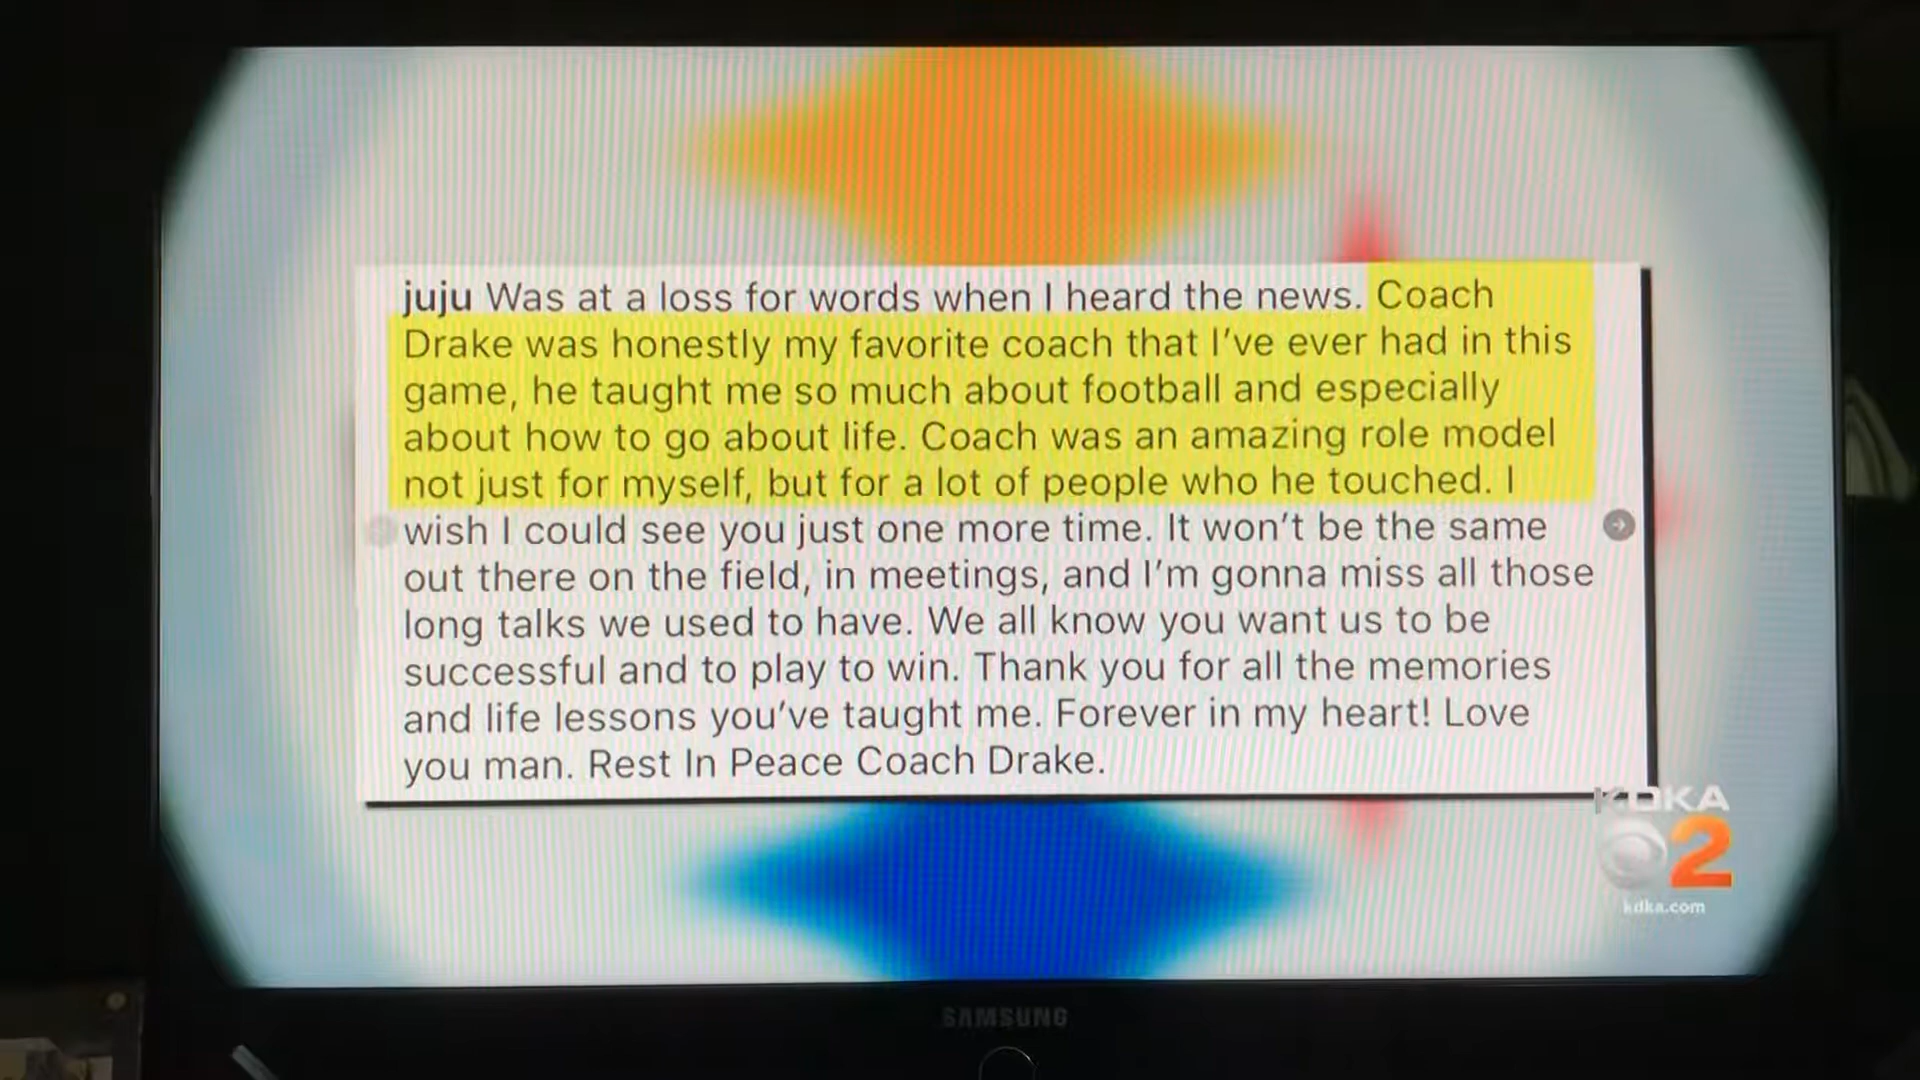 juju Was at a loss for words when I heard the news. Coach
Drake was honestly my favorite coach that I've ever had in this
game, he taught me so much about football and especially
about how to go about life. Coach was an amazing role model
not just for myself, but for a lot of people who he touched. I
wish I could see you just one more time. It won't be the same
out there on the field, in meetings, and I'm gonna miss all those
long talks we used to have. We all know you want us to be
successful and to play to win. Thank you for all the memories
and life lessons you've taught me. Forever in my heart! Love
you man. Rest In Peace Coach Drake.
KDKA
2
kdka.com
SAMSUNG